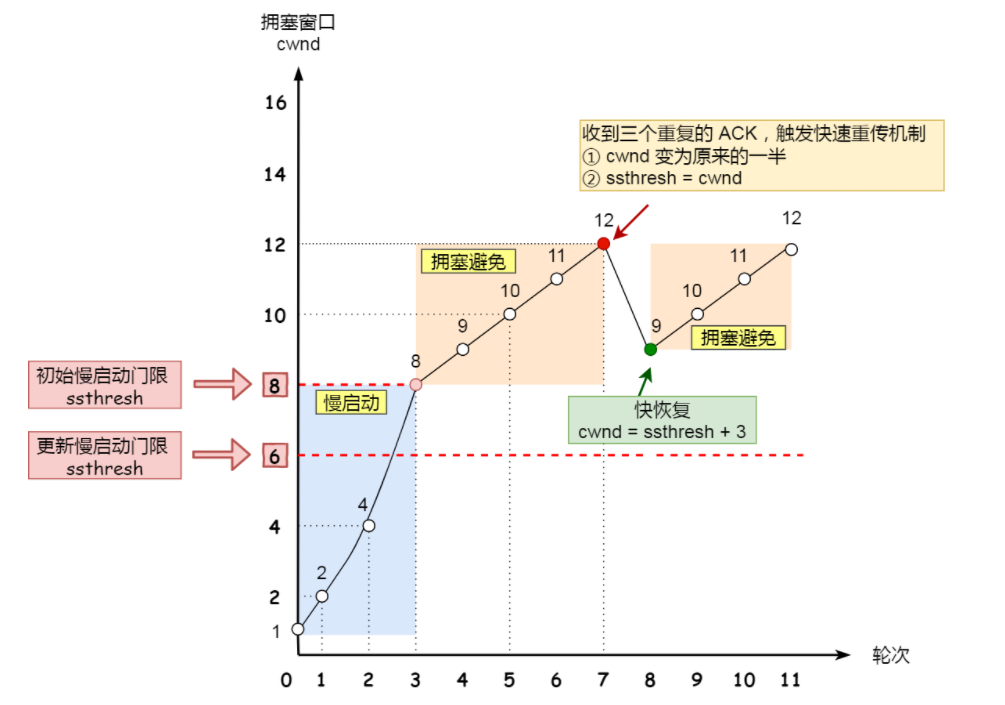 拥塞窗口
cwnd
16
14
12
10
8
6
4
2
1
初始慢启动门限
ssthresh
更新慢启动门限
ssthresh
慢启动
2
4
8
拥塞避免
9
10
11
12
收到三个重复的 ACK，触发快速重传机制
① cwnd 变为原来的一半
② ssthresh = cwnd
9
10
11
12
拥塞避免
快恢复
cwnd = ssthresh + 3
0 1 2 3 4 5 6 7 8 9 10 11
轮次